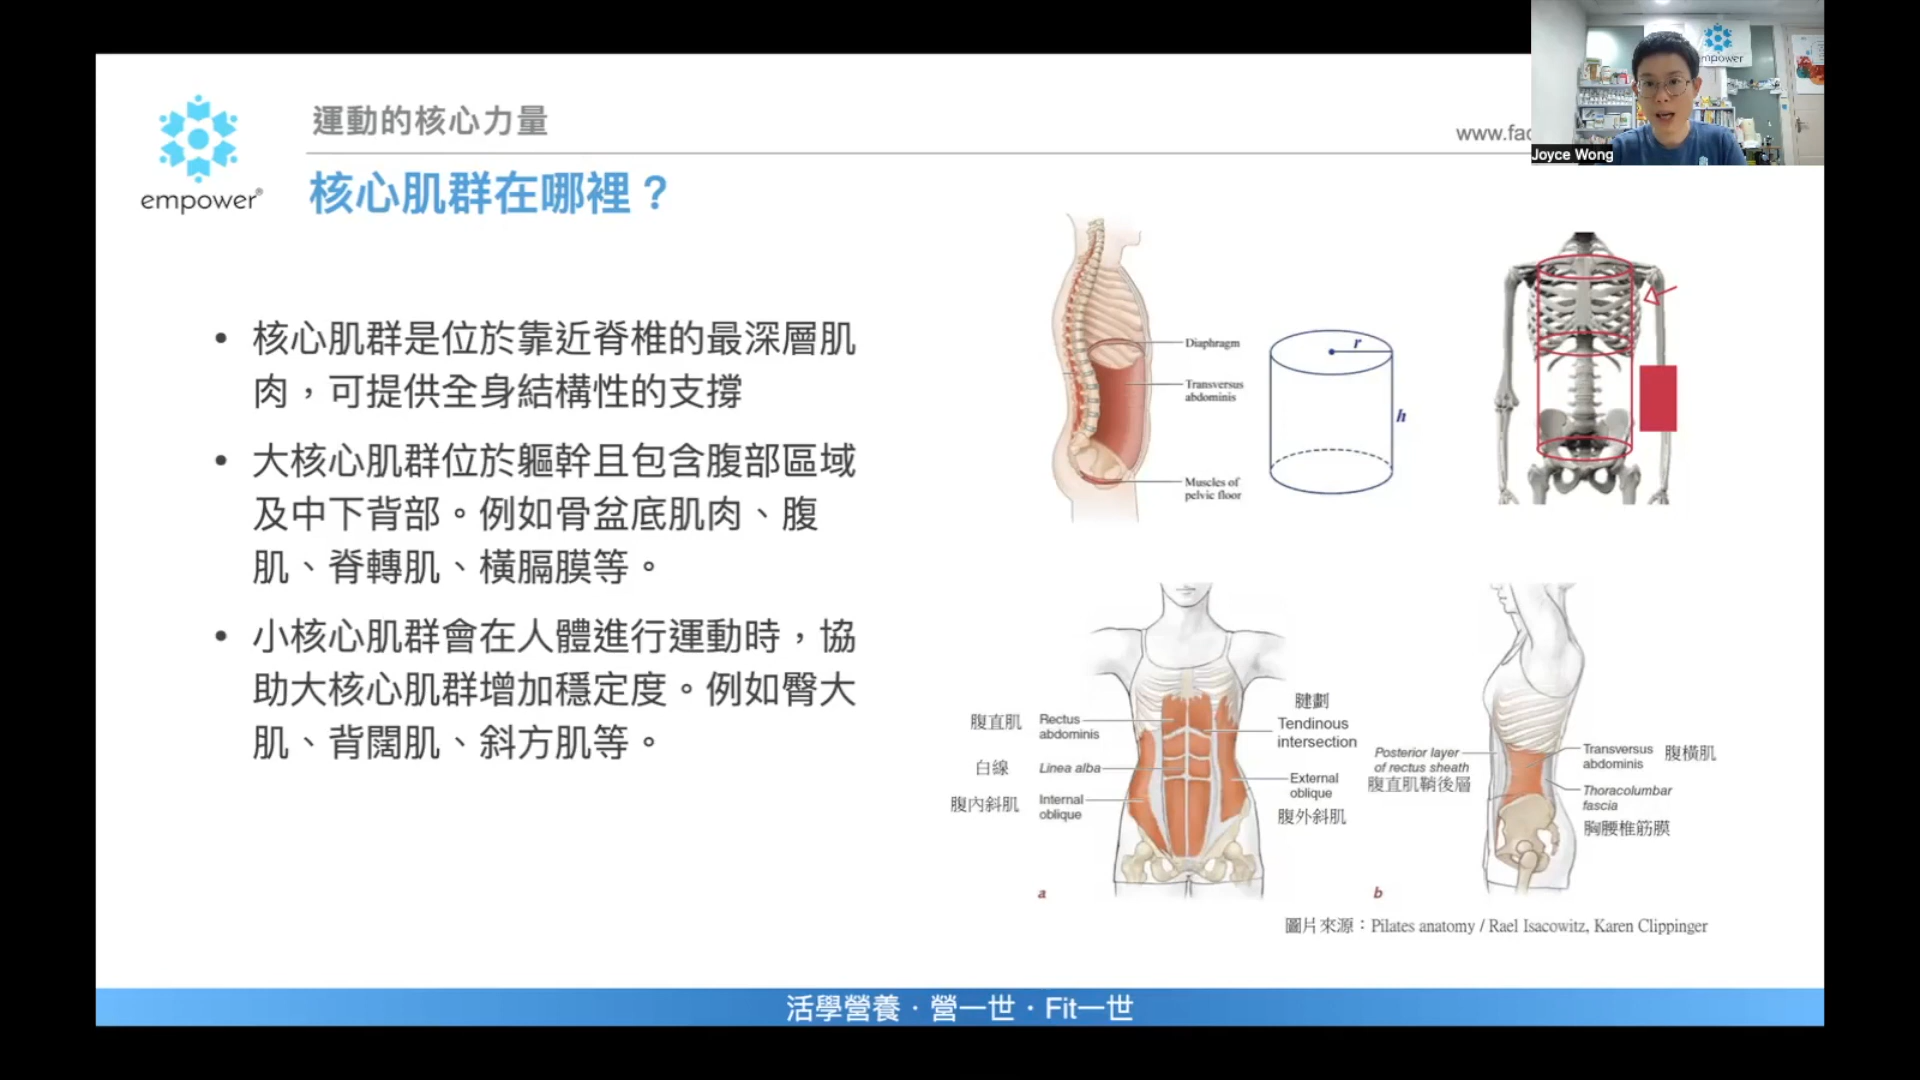 運動的核心力量
www.fac
empower
Joyce Wong
empower®
核心肌群在哪裡？
• 核心肌群是位於靠近脊椎的最深層肌
肉，可提供全身結構性的支撐
• 大核心肌群位於軀幹且包含腹部區域
及中下背部。例如骨盆底肌肉、腹
肌、脊轉肌、橫膈膜等。
• 小核心肌群會在人體進行運動時，協
助大核心肌群增加穩定度。例如臀大
肌、背闊肌、斜方肌等。
Diaphragm
Transversus
abdominis
Muscles of
pelvic floor
r
h
腹直肌
Rectus
abdominis
白線
Linea alba
腹內斜肌
Internal
oblique
腱劃
Tendinous
intersection
External
oblique
腹外斜肌
a
Posterior layer
of rectus sheath
腹直肌鞘後層
Transversus
abdominis
腹橫肌
Thoracolumbar
fascia
胸腰椎筋膜
b
圖片來源：Pilates anatomy / Rael Isacowitz, Karen Clippinger
活學營養 · 營一世 · Fit一世